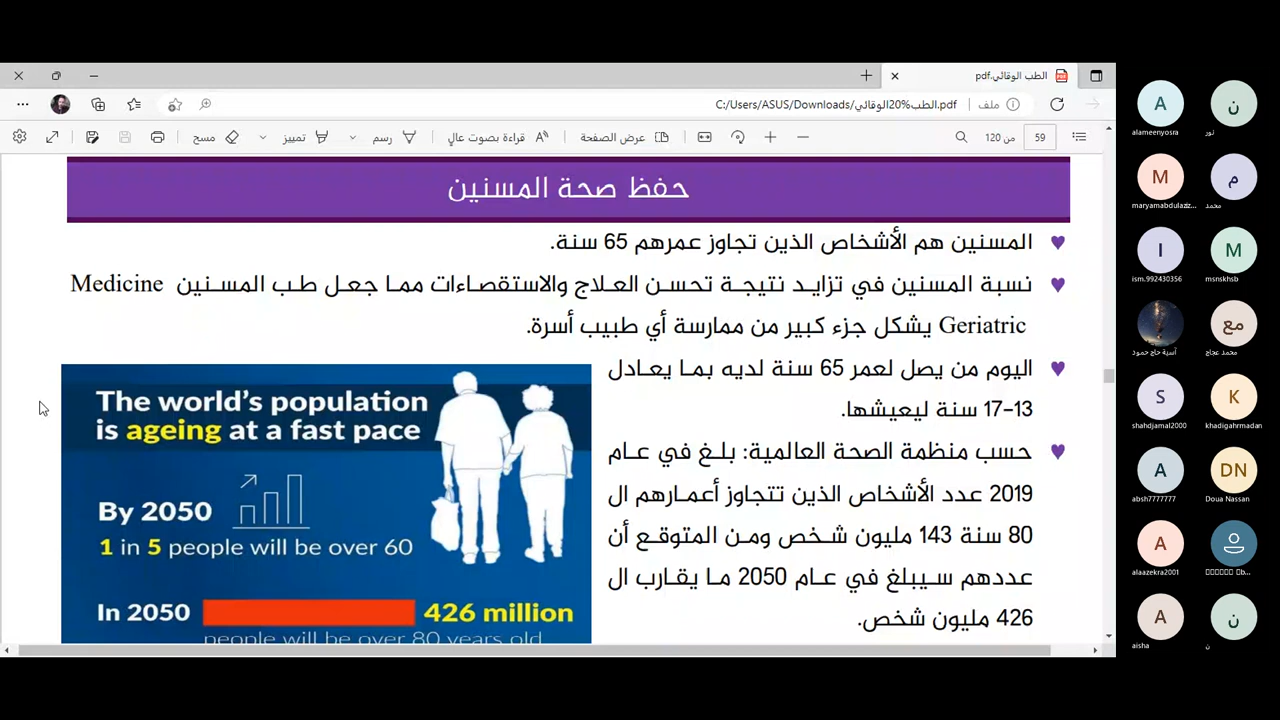 الطب الوقائي.pdf
ملف
C:/Users/ASUS/Downloads/الطب%20الوقائي.pdf
59
من 120
عرض الصفحة
قراءة بصوت عالٍ
رسم
تمييز
مسح
حفظ صحة المسنين
المسنين هم الأشخاص الذين تجاوز عمرهم 65 سنة.
نسبة المسنين في تزايد نتيجة تحسن العلاج والاستقصاءات مما جعل طب المسنين Medicine
Geriatric يشكل جزء كبير من ممارسة أي طبيب أسرة.
اليوم من يصل لعمر 65 سنة لديه بما يعادل
13-17 سنة ليعيشها.
حسب منظمة الصحة العالمية: بلغ في عام
2019 عدد الأشخاص الذين تتجاوز أعمارهم ال
80 سنة 143 مليون شخص ومن المتوقع أن
عددهم سيبلغ في عام 2050 ما يقارب ال
426 مليون شخص.
The world's population
is ageing at a fast pace
By 2050
1 in 5 people will be over 60
In 2050
426 million
people will be over 80 years old
A
alameenyosra
ن
نور
M
maryamabdulaziz...
م
محمد
I
ism.992430356
M
msnskhsb
آسية حاج حمود
مع
محمد عجاج
S
shahdjamal2000
K
khadigahrmadan
A
absh7777777
DN
Doua Nassan
A
alaazekra2001
A
aisha
ن
ن